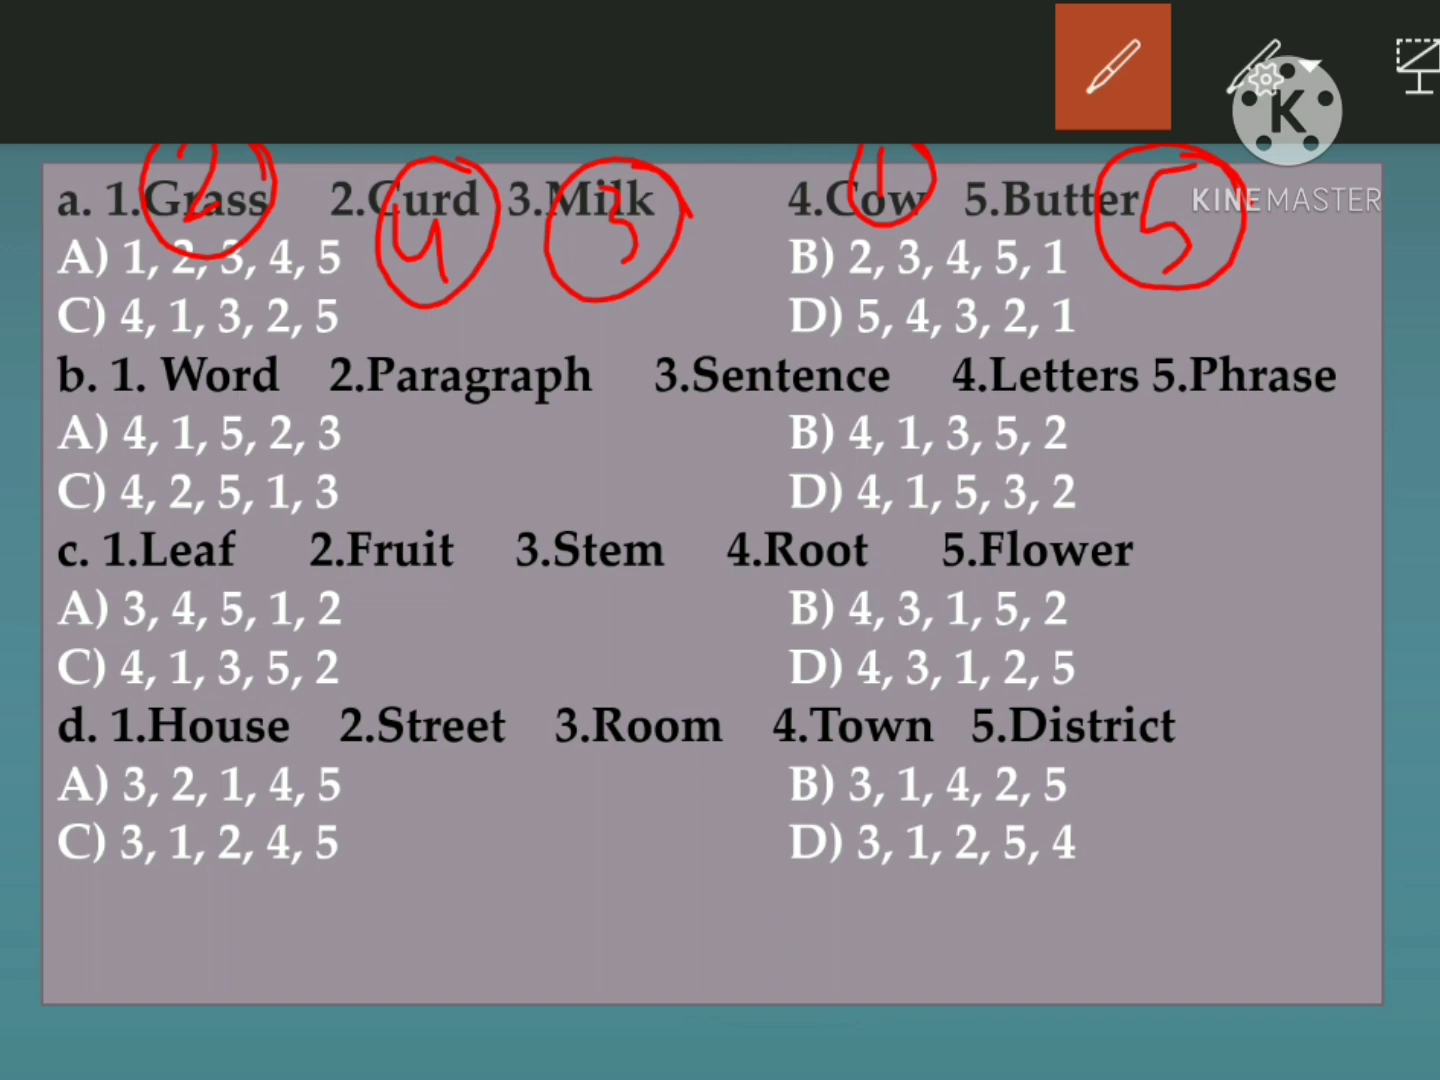 K
KINEMASTER
2 4 3 1 5
a. 1.Grass 2.Curd 3.Milk 4.Cow 5.Butter
A) 1, 2, 3, 4, 5 B) 2, 3, 4, 5, 1
C) 4, 1, 3, 2, 5 D) 5, 4, 3, 2, 1
b. 1. Word 2.Paragraph 3.Sentence 4.Letters 5.Phrase
A) 4, 1, 5, 2, 3 B) 4, 1, 3, 5, 2
C) 4, 2, 5, 1, 3 D) 4, 1, 5, 3, 2
c. 1.Leaf 2.Fruit 3.Stem 4.Root 5.Flower
A) 3, 4, 5, 1, 2 B) 4, 3, 1, 5, 2
C) 4, 1, 3, 5, 2 D) 4, 3, 1, 2, 5
d. 1.House 2.Street 3.Room 4.Town 5.District
A) 3, 2, 1, 4, 5 B) 3, 1, 4, 2, 5
C) 3, 1, 2, 4, 5 D) 3, 1, 2, 5, 4